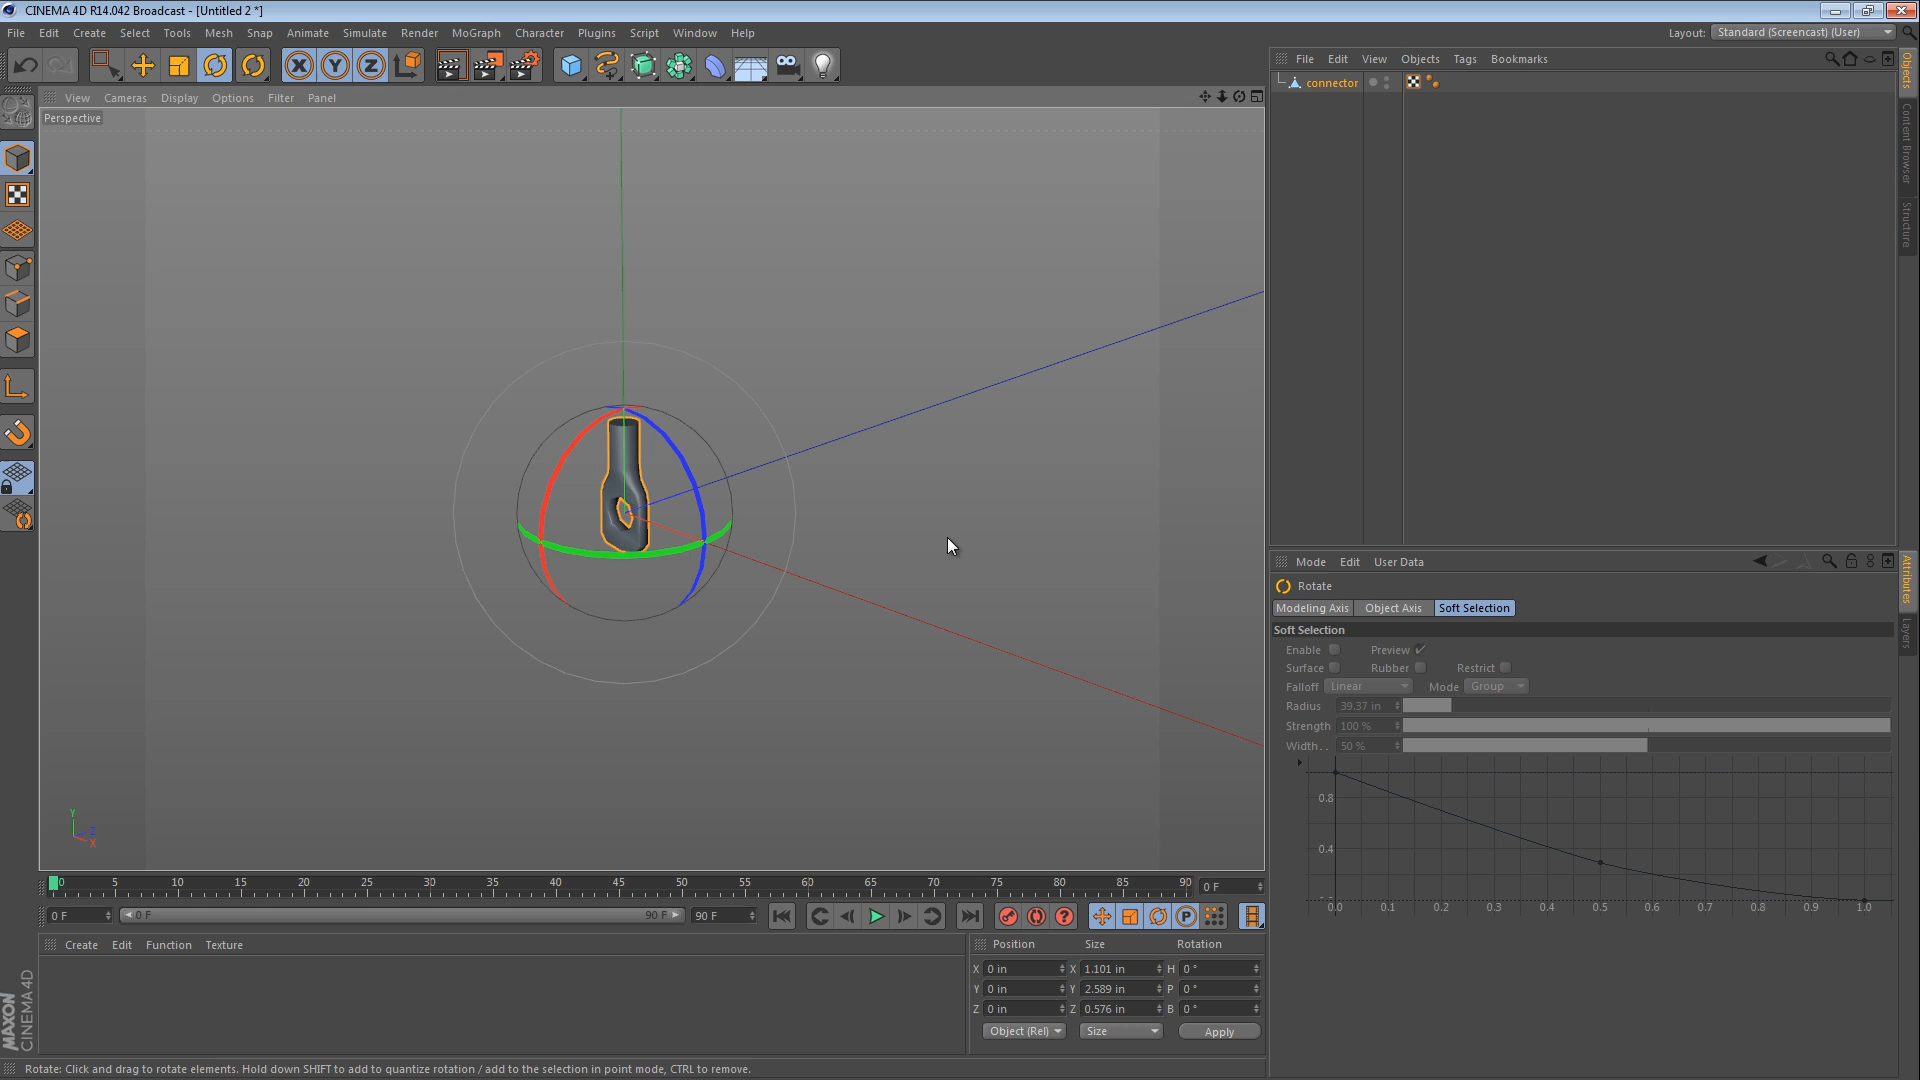 CINEMA 4D R14.042 Broadcast - [Untitled 2 *]
File Edit Create Select Tools Mesh Snap Animate Simulate Render MoGraph Character Plugins Script Window Help
Layout: Standard (Screencast) (User)
X Y Z
File Edit View Objects Tags Bookmarks
connector
View Cameras Display Options Filter Panel
Perspective
Y
Z
X
Objects
Content Browser
Structure
Mode Edit User Data
Rotate
Modeling Axis Object Axis Soft Selection
Soft Selection
Enable Preview
Surface Rubber Restrict
Falloff Linear Mode Group
Radius 39.37 in
Strength 100 %
Width.. 50 %
0.8
0.4
0.0 0.1 0.2 0.3 0.4 0.5 0.6 0.7 0.8 0.9 1.0
Attributes
Layers
0 5 10 15 20 25 30 35 40 45 50 55 60 65 70 75 80 85 90 0 F
0 F 0 F 90 F 90 F
? P
Create Edit Function Texture
Position Size Rotation
X 0 in X 1.101 in H 0 °
Y 0 in Y 2.589 in P 0 °
Z 0 in Z 0.576 in B 0 °
Object (Rel) Size Apply
MAXON
CINEMA 4D
Rotate: Click and drag to rotate elements. Hold down SHIFT to add to quantize rotation / add to the selection in point mode, CTRL to remove.